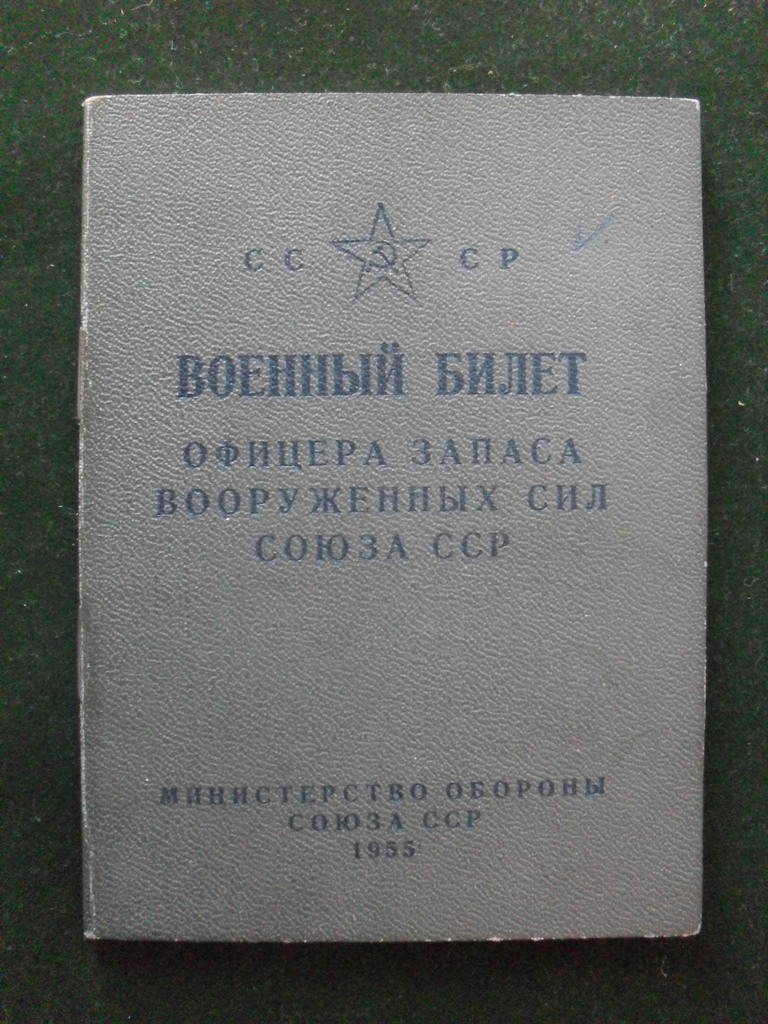 СС СР
ВОЕННЫЙ БИЛЕТ
ОФИЦЕРА ЗАПАСА
ВООРУЖЕННЫХ СИЛ
СОЮЗА ССР
МИНИСТЕРСТВО ОБОРОНЫ
СОЮЗА ССР
1955